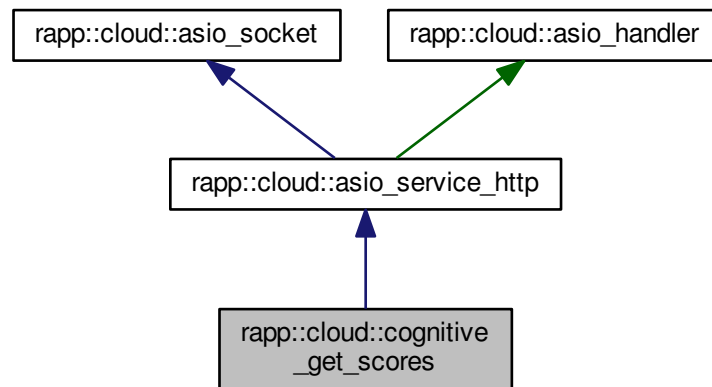 rapp::cloud::asio_socket
rapp::cloud::asio_handler
rapp::cloud::asio_service_http
rapp::cloud::cognitive
_get_scores